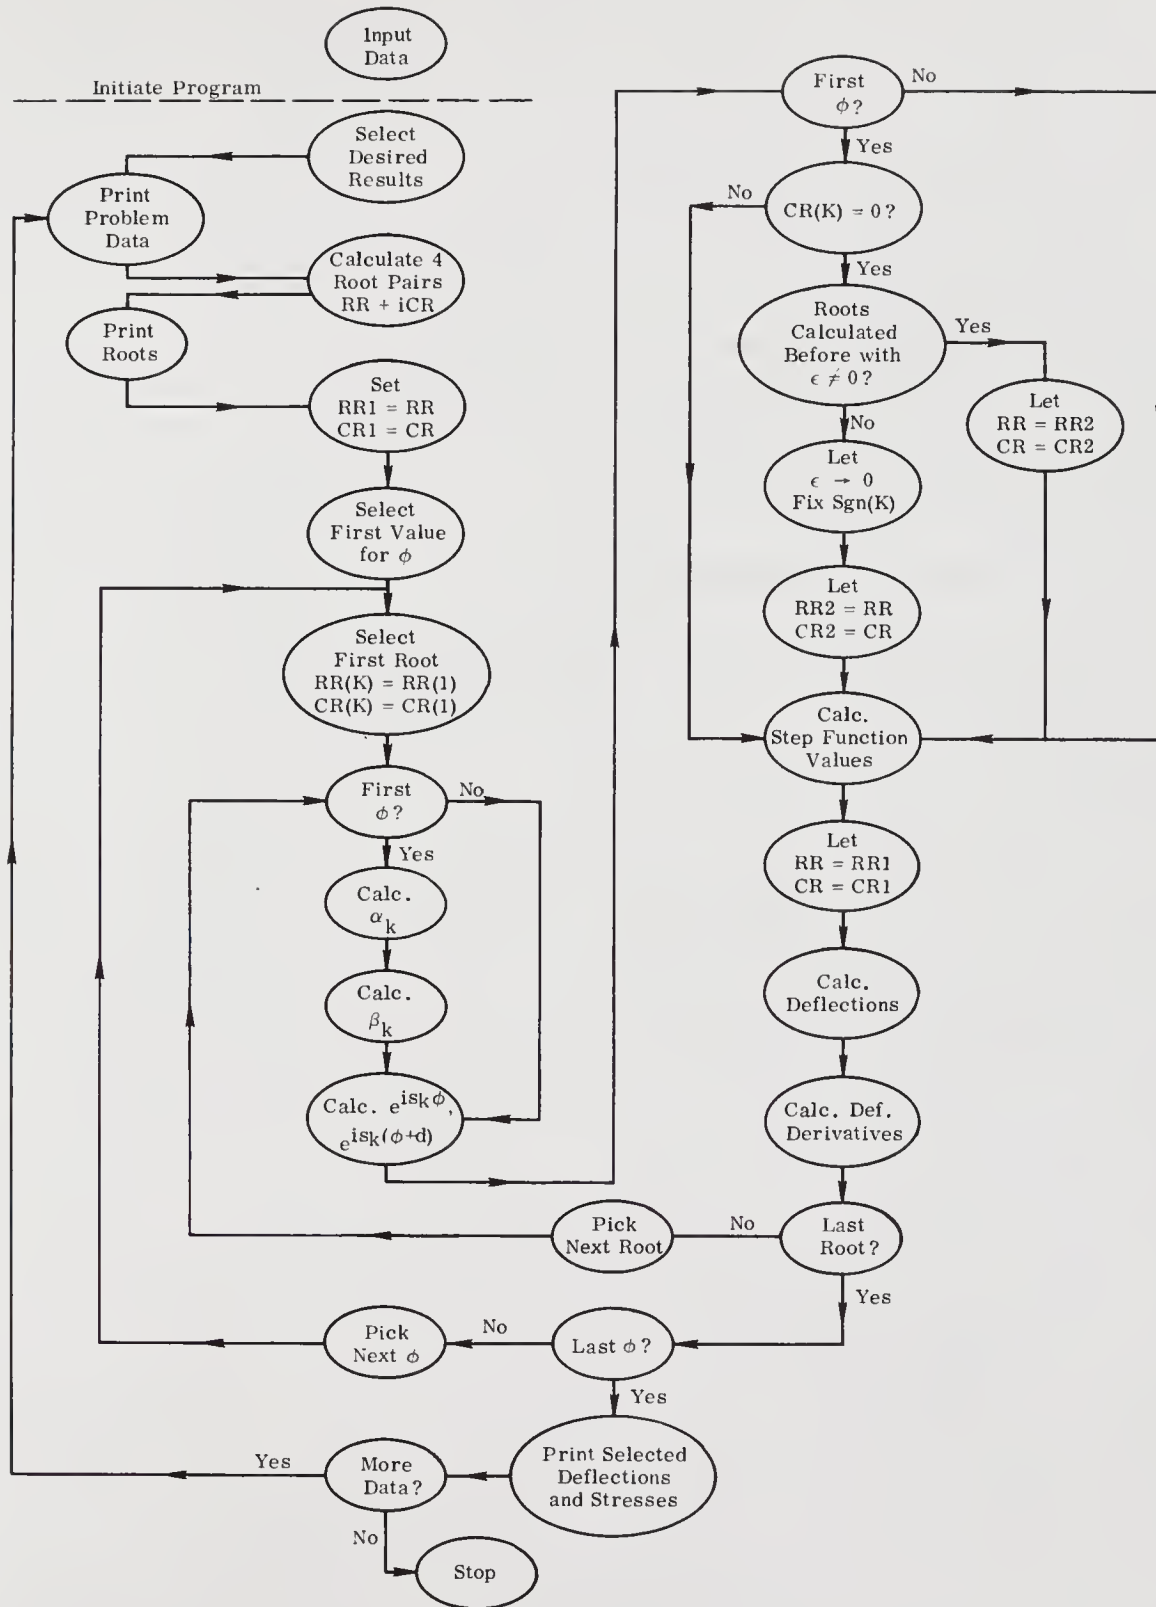 Input
Data
Initiate Program
Select
Desired
Results
Print
Problem
Data
Calculate 4
Root Pairs
RR + iCR
Print
Roots
Set
RR1 = RR
CR1 = CR
Select
First Value
for ϕ
Select
First Root
RR(K) = RR(1)
CR(K) = CR(1)
First
ϕ?
No
Yes
Calc.
α_k
Calc.
β_k
Calc. e^{is_kϕ},
e^{is_k(ϕ+d)}
First
ϕ?
No
Yes
CR(K) = 0?
No
Yes
Roots
Calculated
Before with
ϵ ≠ 0?
Yes
No
Let
RR = RR2
CR = CR2
Let
ϵ → 0
Fix Sgn(K)
Let
RR2 = RR
CR2 = CR
Calc.
Step Function
Values
Let
RR = RR1
CR = CR1
Calc.
Deflections
Calc. Def.
Derivatives
Last
Root?
No
Pick
Next Root
Yes
Last ϕ?
No
Pick
Next ϕ
Yes
Print Selected
Deflections
and Stresses
More
Data?
Yes
No
Stop